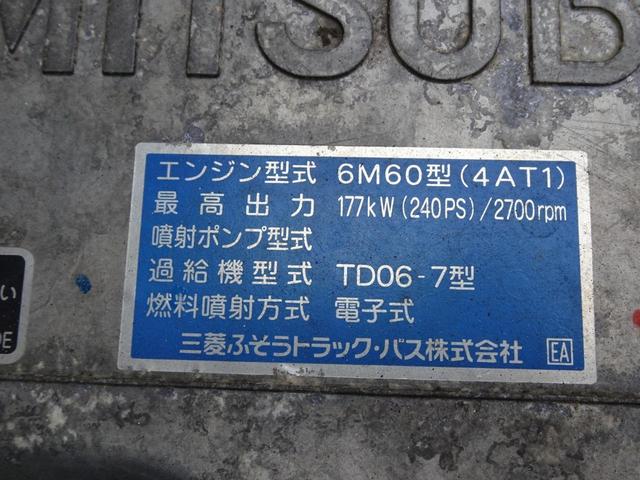 MITSUB
エンジン型式 6M60型(4AT1)
最高出力 177kW(240PS)/2700rpm
噴射ポンプ型式
過給機型式 TD06-7型
燃料噴射方式 電子式
三菱ふそうトラック・バス株式会社 EA
い
DE